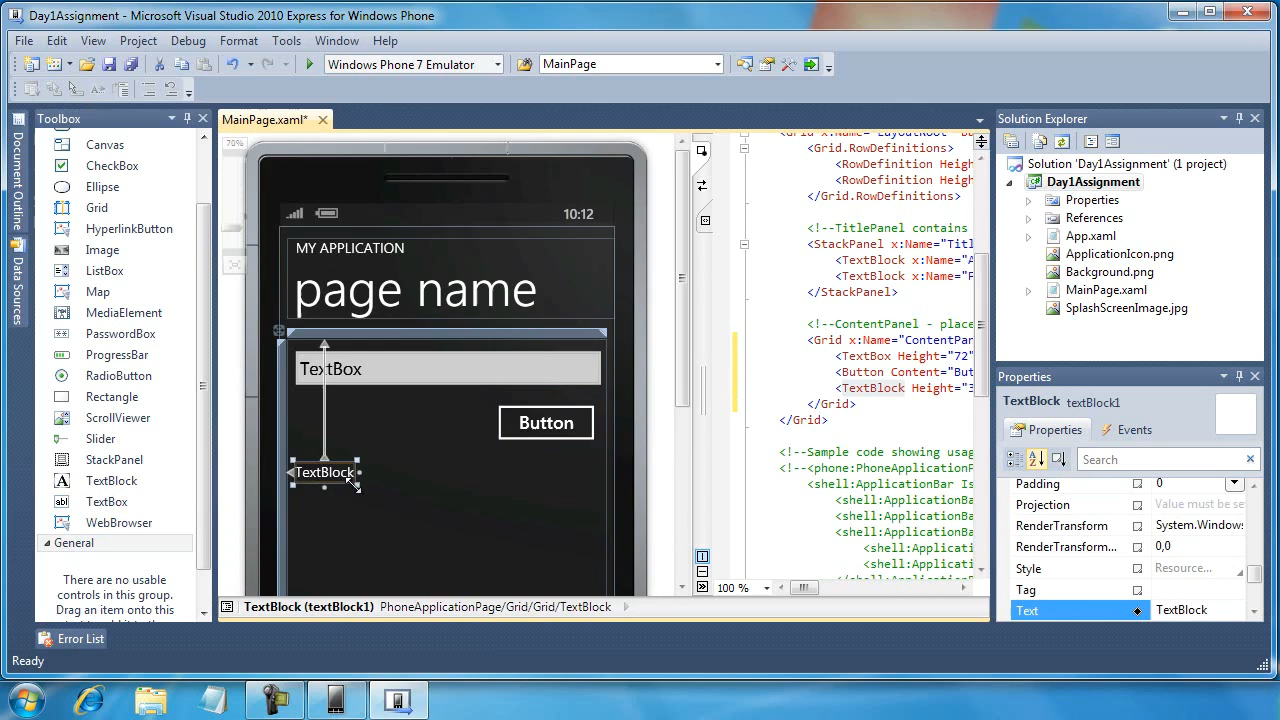 Day1Assignment - Microsoft Visual Studio 2010 Express for Windows Phone
File Edit View Project Debug Format Tools Window Help
Windows Phone 7 Emulator MainPage
Document Outline
Data Sources
Toolbox
Canvas
CheckBox
Ellipse
Grid
HyperlinkButton
Image
ListBox
Map
MediaElement
PasswordBox
ProgressBar
RadioButton
Rectangle
ScrollViewer
Slider
StackPanel
TextBlock
TextBox
WebBrowser
General
There are no usable
controls in this group.
Drag an item onto this
MainPage.xaml*
70%
10:12
MY APPLICATION
page name
TextBox
Button
TextBlock
<Grid.RowDefinitions>
<RowDefinition Heigh
<RowDefinition Heigh
</Grid.RowDefinitions>
<!--TitlePanel contains
<StackPanel x:Name="Titl
<TextBlock x:Name="A
<TextBlock x:Name="P
</StackPanel>
<!--ContentPanel - place
<Grid x:Name="ContentPan
<TextBox Height="72"
<Button Content="But
<TextBlock Height="3
</Grid>
</Grid>
<!--Sample code showing usag
<!--<phone:PhoneApplicationP
<shell:ApplicationBar Is
<shell:Applicati
<shell:ApplicationBa
<shell:ApplicationBa
<shell:Applicati
<shell:Applicati
100 %
TextBlock (textBlock1) PhoneApplicationPage/Grid/Grid/TextBlock
Solution Explorer
Solution 'Day1Assignment' (1 project)
Day1Assignment
Properties
References
App.xaml
ApplicationIcon.png
Background.png
MainPage.xaml
SplashScreenImage.jpg
Properties
TextBlock textBlock1
Properties Events
Search
Padding 0
Projection Value must be se
RenderTransform System.Windows
RenderTransform... 0,0
Style Resource...
Tag
Text TextBlock
Error List
Ready